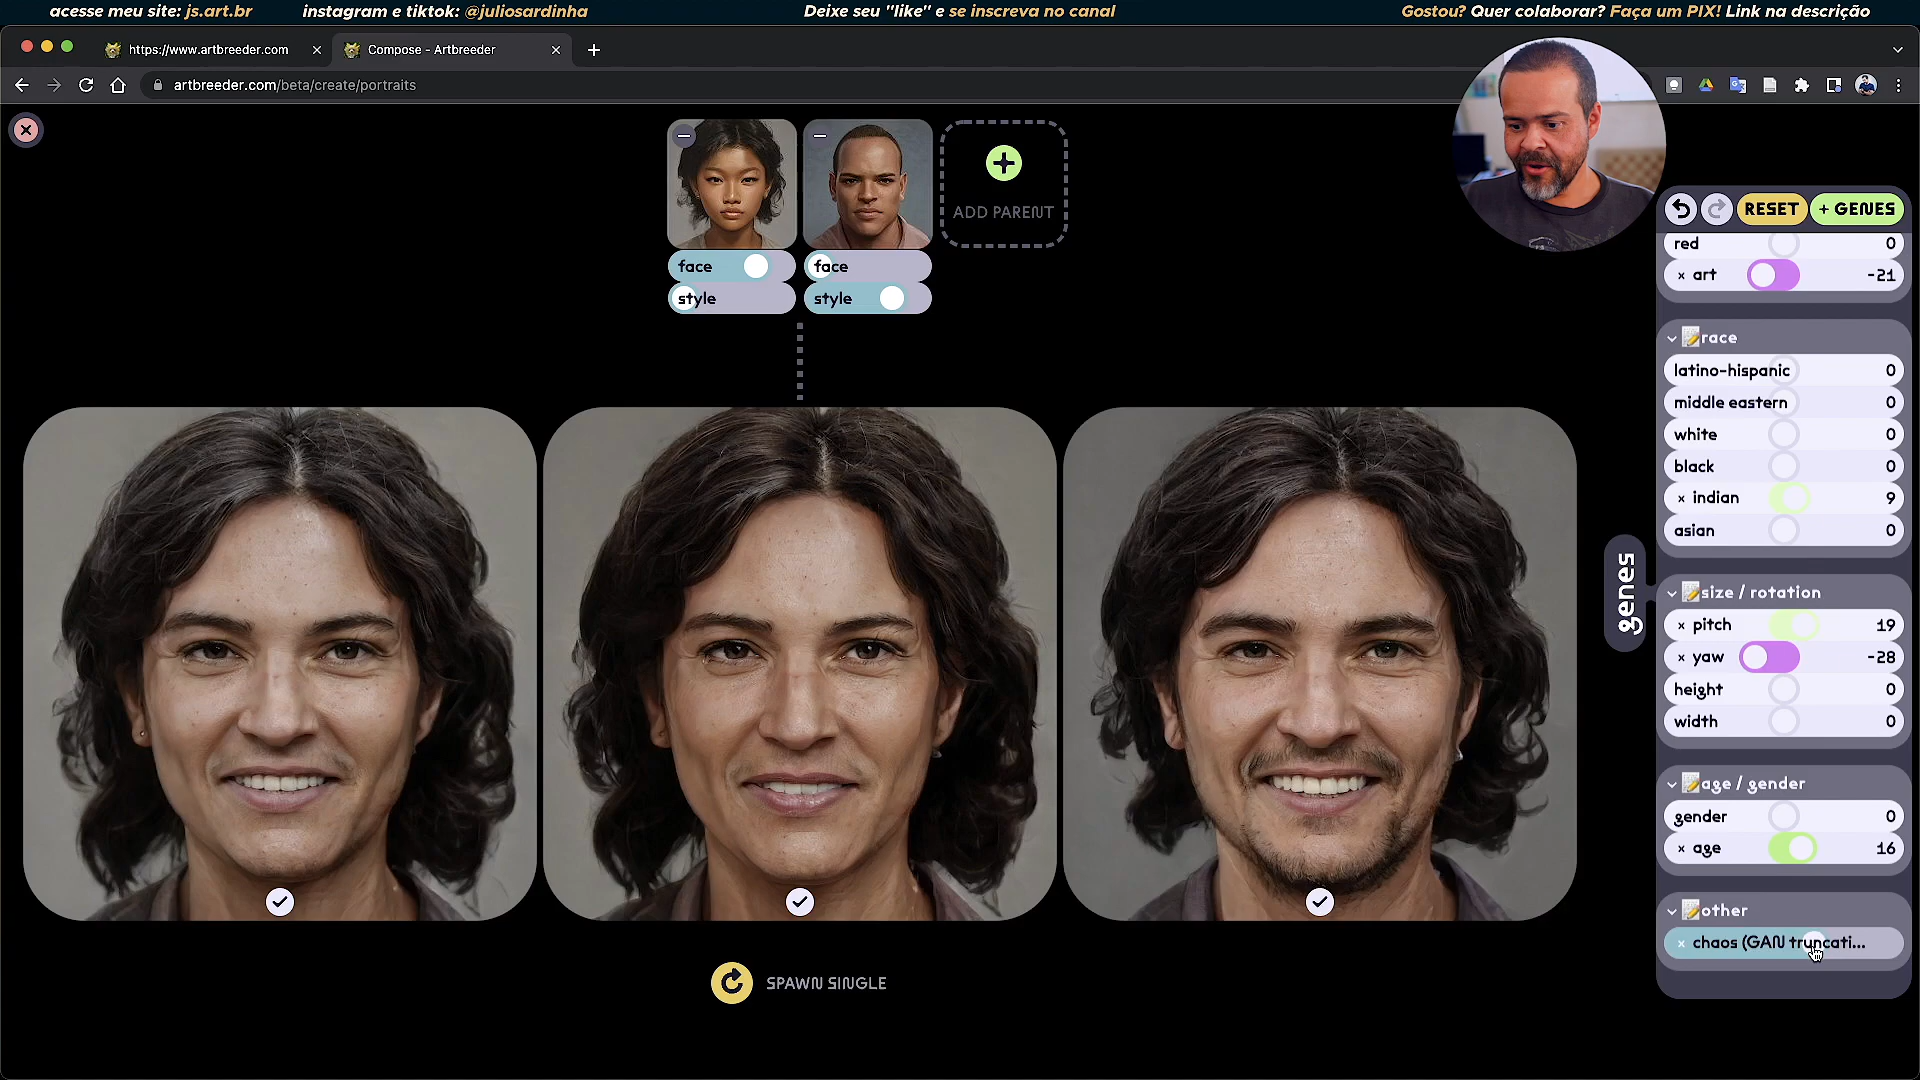 acesse meu site: js.art.br
instagram e tiktok: @juliosardinha
Deixe seu "like" e se inscreva no canal
Gostou? Quer colaborar? Faça um PIX! Link na descrição
https://www.artbreeder.com
Compose - Artbreeder
artbreeder.com/beta/create/portraits
ADD PARENT
face
style
face
style
RESET
+ GENES
red 0
× art -21
race
latino-hispanic 0
middle eastern 0
white 0
black 0
× indian 9
asian 0
genes
size / rotation
× pitch 19
× yaw -28
height 0
width 0
age / gender
gender 0
× age 16
other
× chaos (GAN truncati...
SPAWN SINGLE